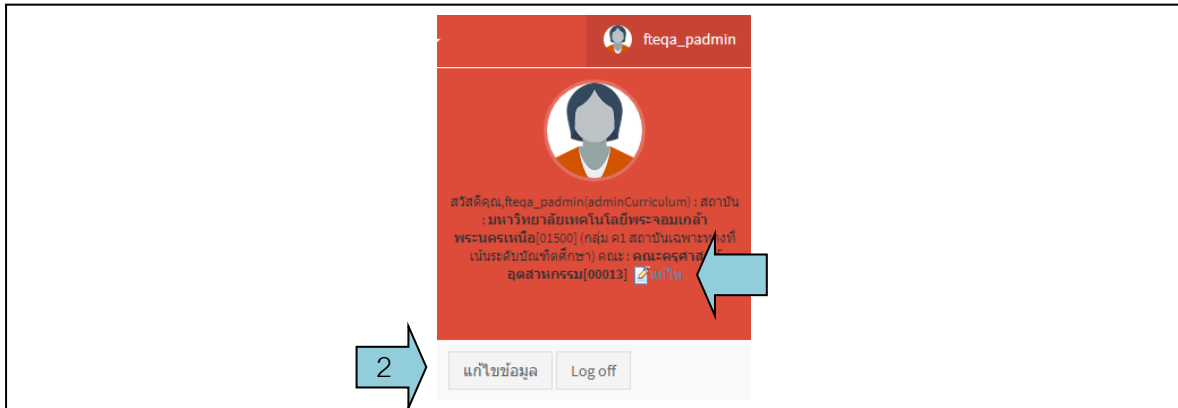 fteqa_padmin
สวัสดีคุณ,fteqa_padmin(adminCurriculum) : สถาบัน
: มหาวิทยาลัยเทคโนโลยีพระจอมเกล้า
พระนครเหนือ[01500] (กลุ่ม ค1 สถาบันเฉพาะทางที่
เน้นระดับบัณฑิตศึกษา) คณะ : คณะครุศาสตร์
อุตสาหกรรม[00013] แก้ไข
2
แก้ไขข้อมูล Log off